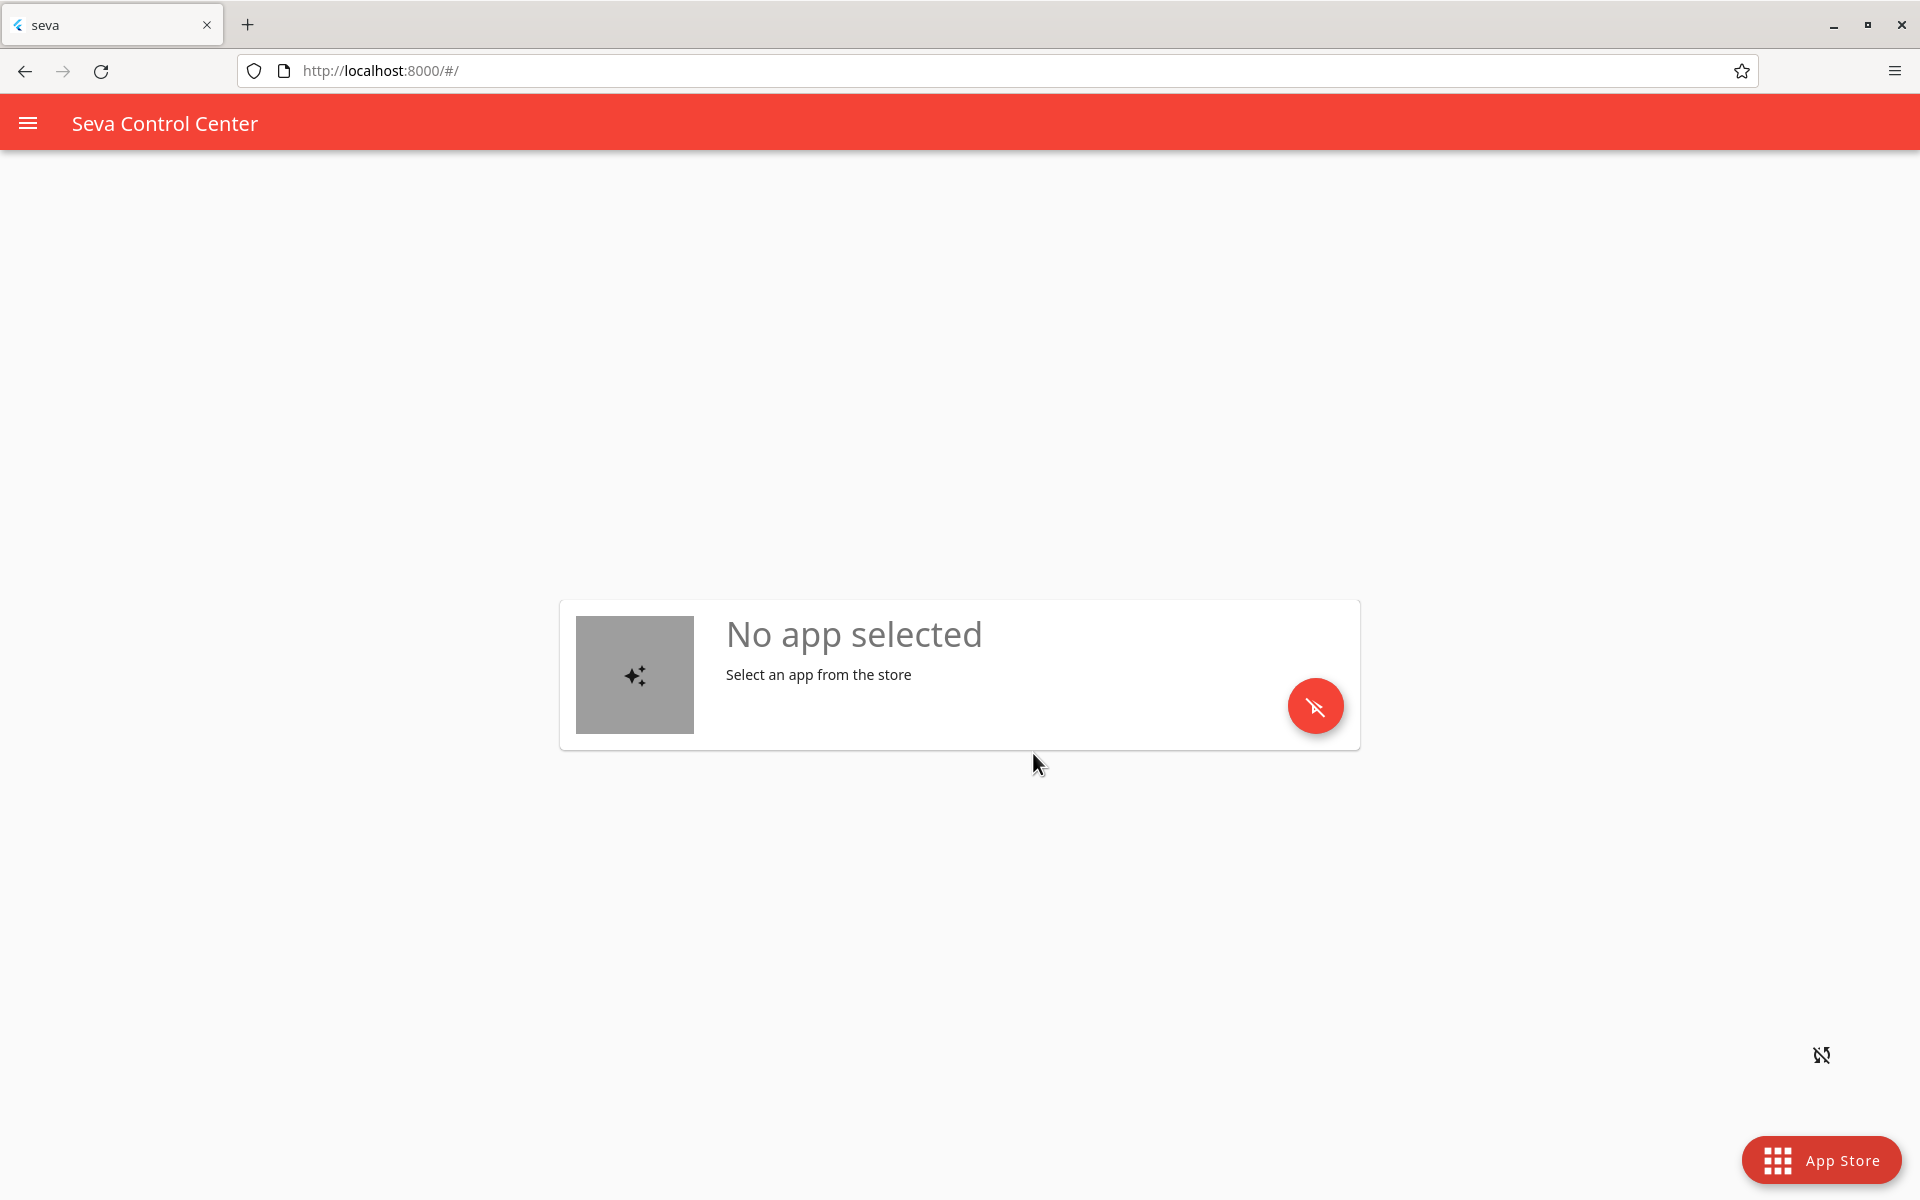 seva
http://localhost:8000/#/
Seva Control Center
No app selected
Select an app from the store
App Store